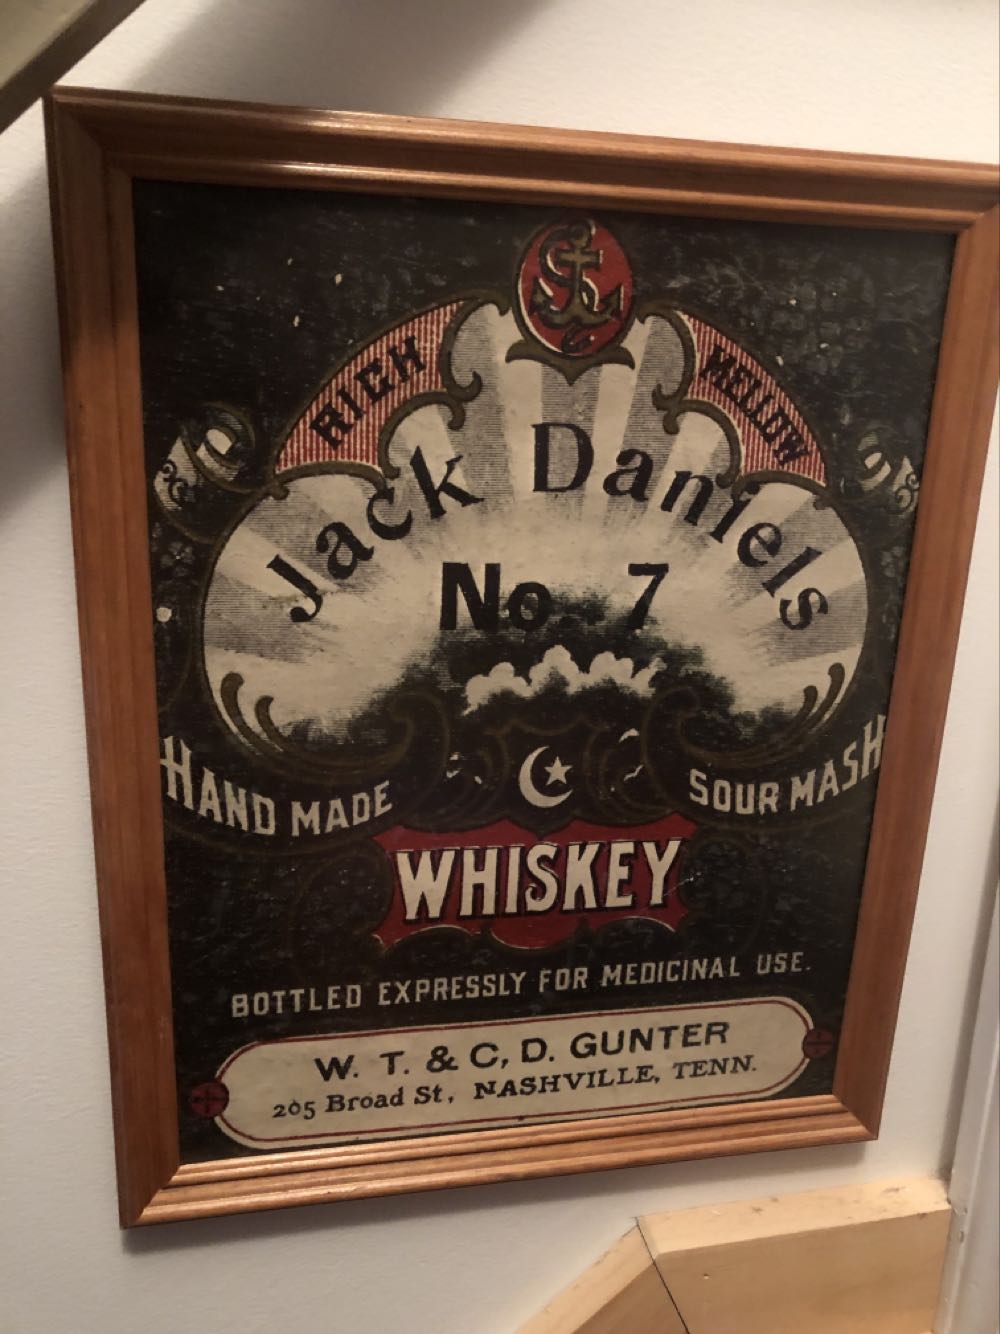 RICH MELLOW
Jack Daniels
No. 7
HAND MADE SOUR MASH
WHISKEY
BOTTLED EXPRESSLY FOR MEDICINAL USE.
W. T. & C, D. GUNTER
205 Broad St, NASHVILLE, TENN.